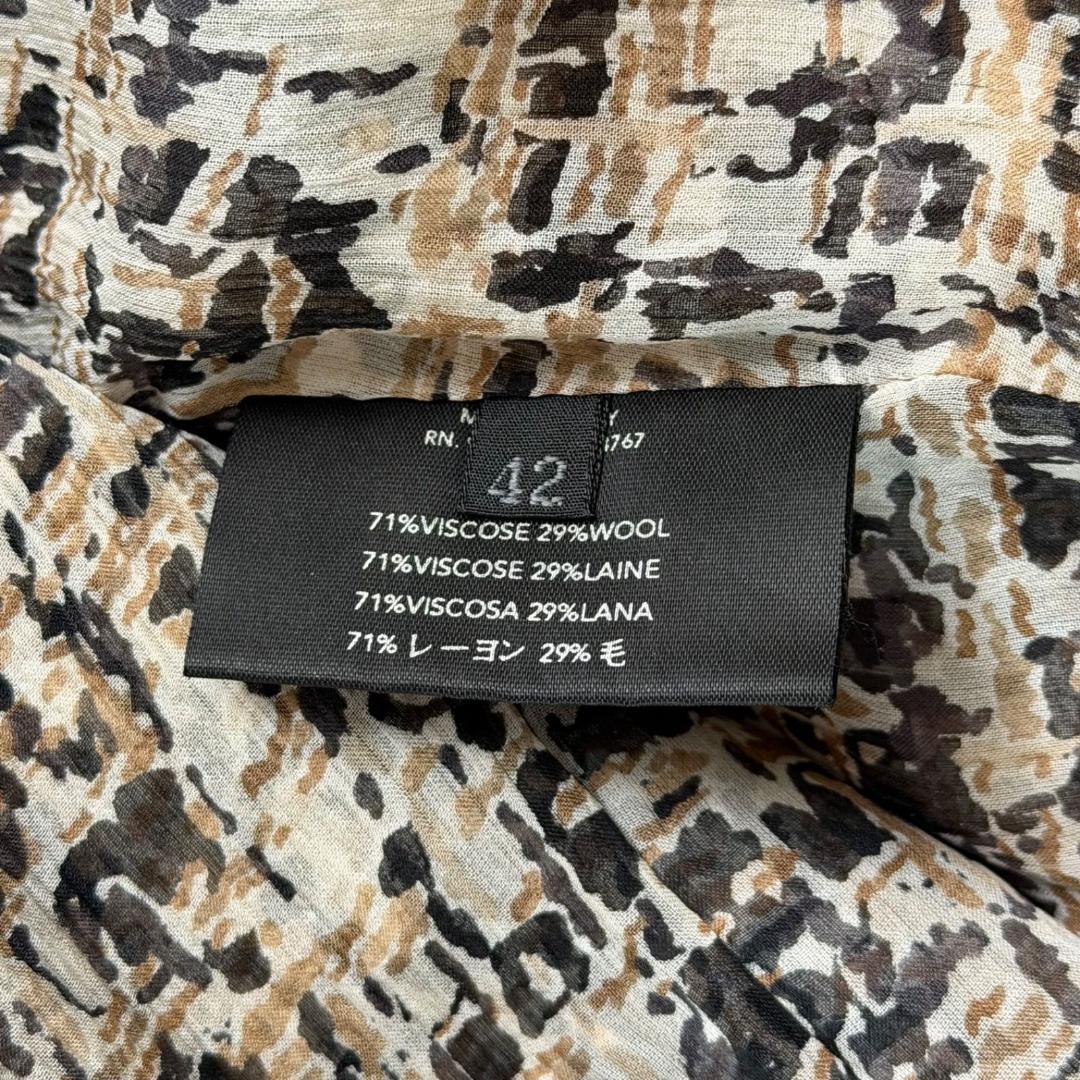 RN.
42
71%VISCOSE 29%WOOL
71%VISCOSE 29%LAINE
71%VISCOSA 29%LANA
71% レーヨン 29% 毛